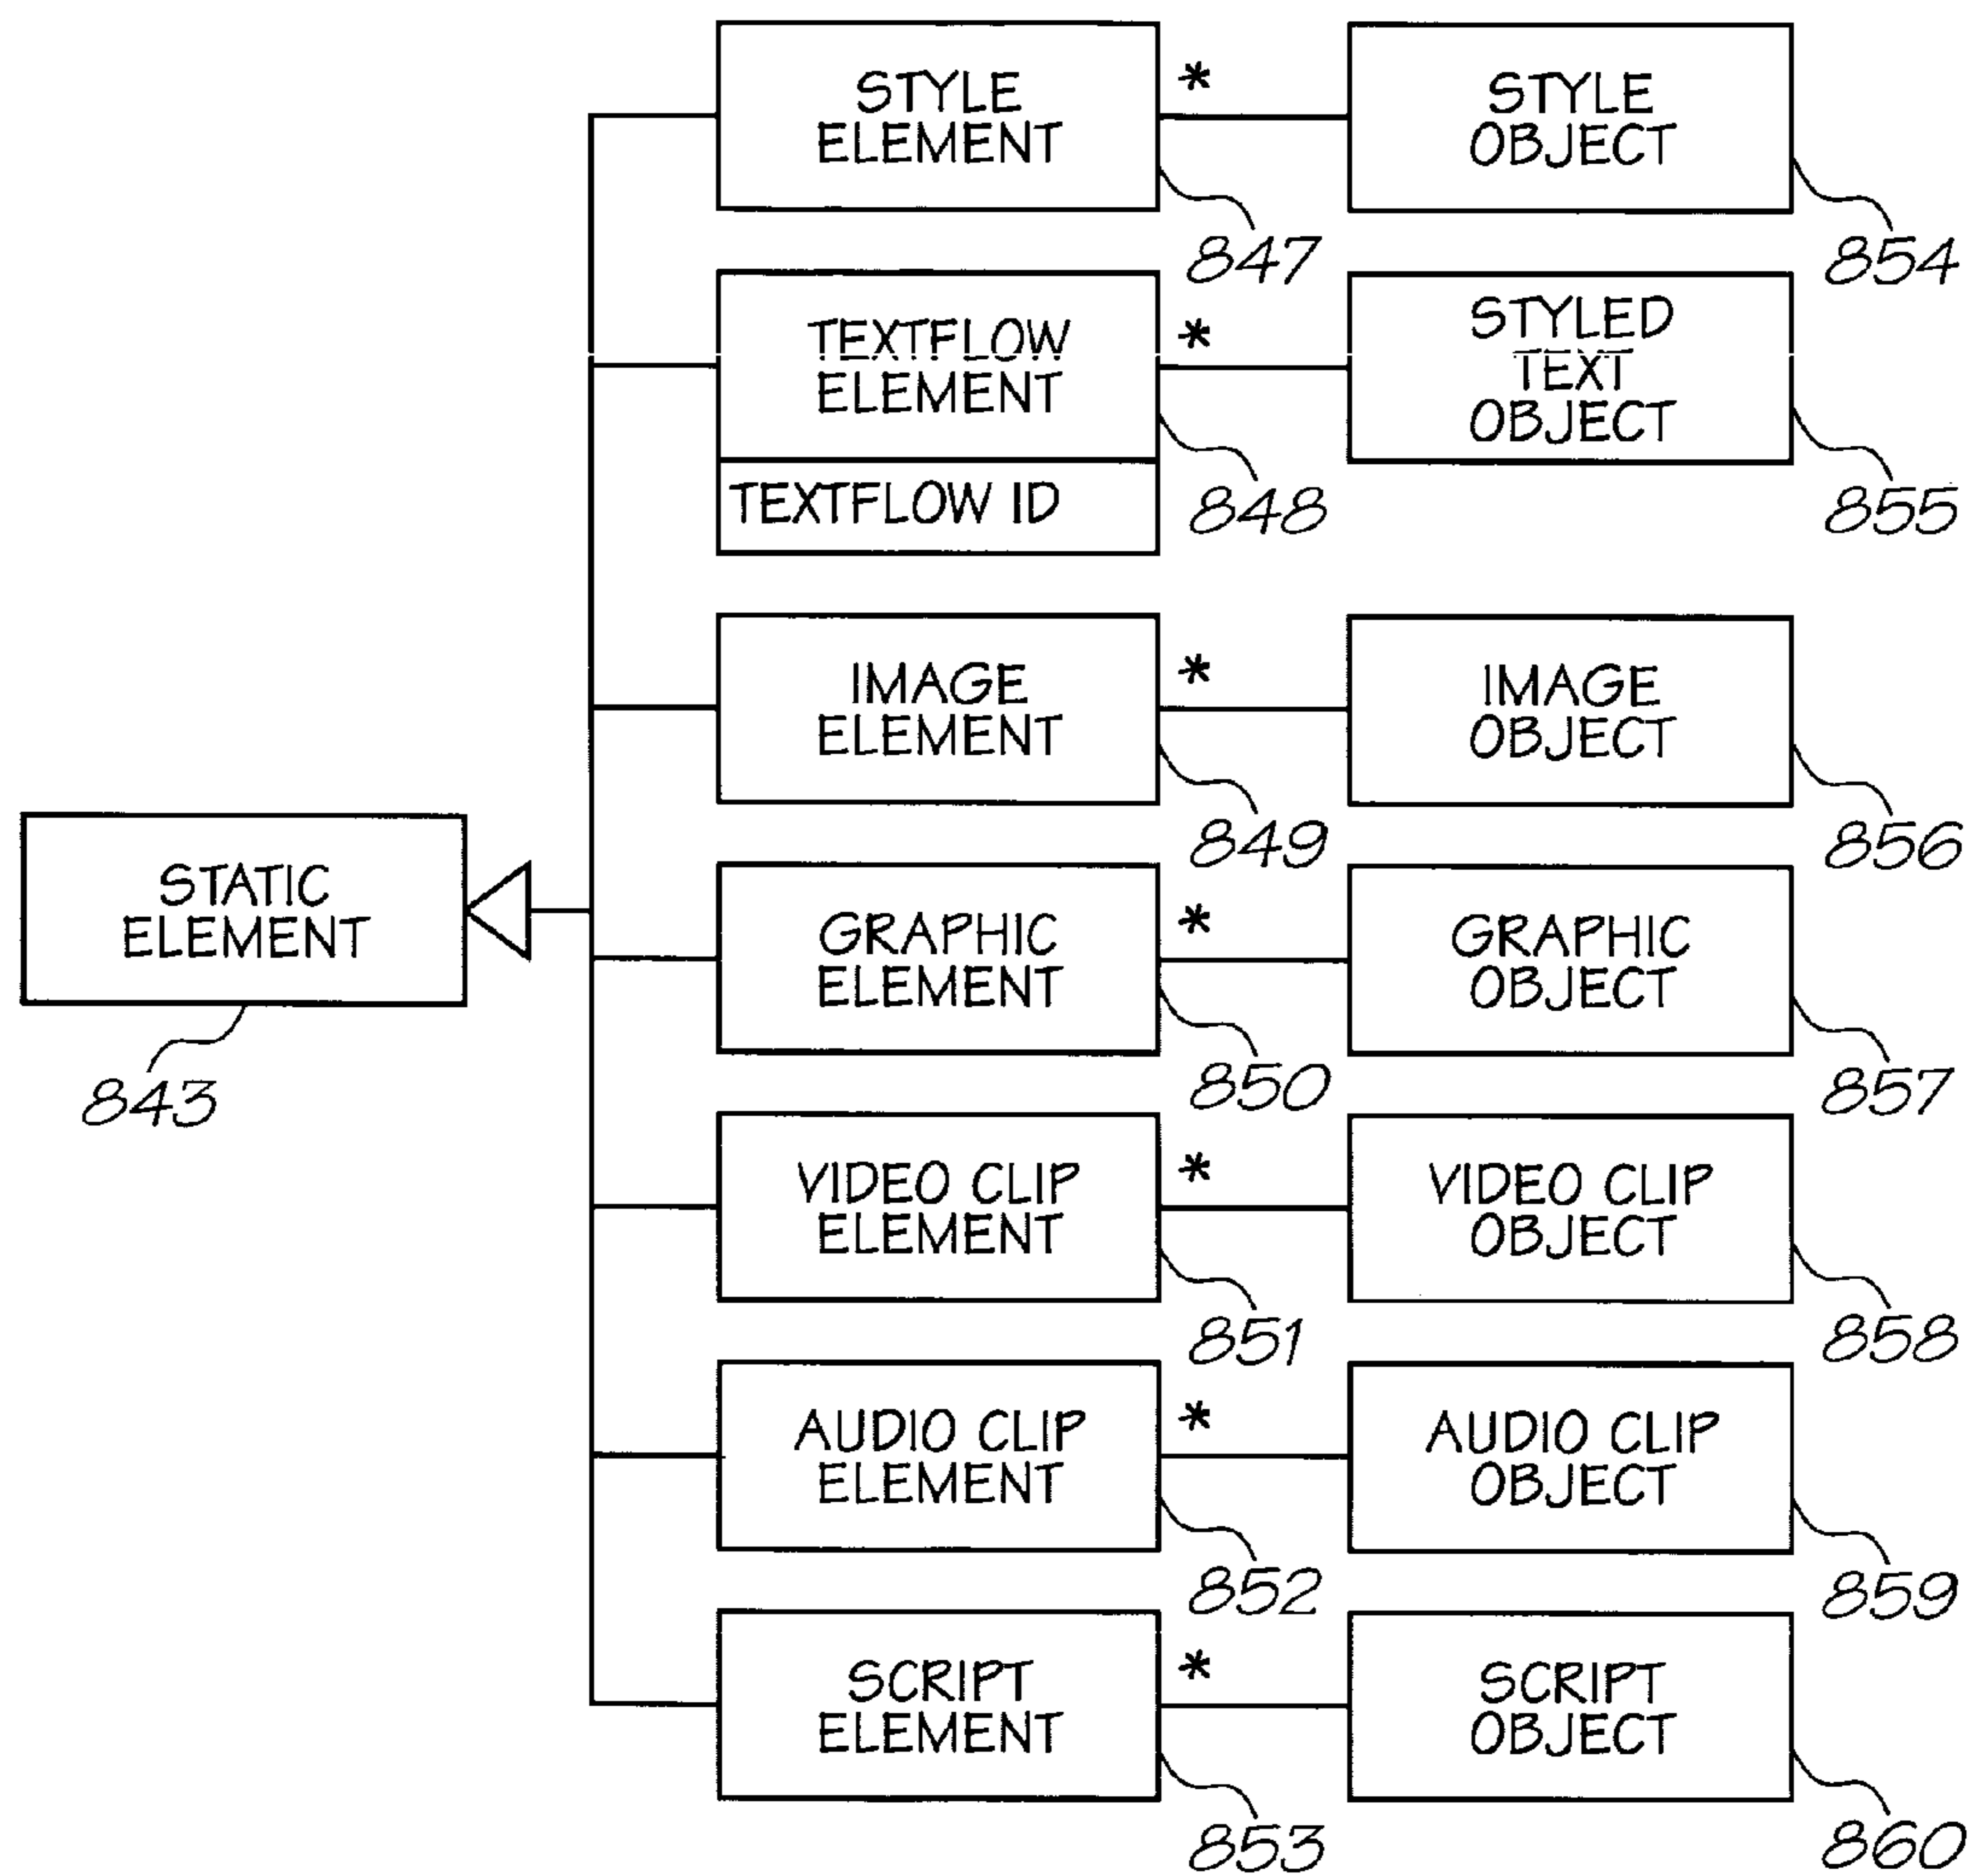 STYLE
ELEMENT
*
STYLE
OBJECT
847
854
TEXTFLOW
ELEMENT
TEXTFLOW ID
*
STYLED
TEXT
OBJECT
848
855
IMAGE
ELEMENT
*
IMAGE
OBJECT
849
856
STATIC
ELEMENT
843
GRAPHIC
ELEMENT
*
GRAPHIC
OBJECT
850
857
VIDEO CLIP
ELEMENT
*
VIDEO CLIP
OBJECT
851
858
AUDIO CLIP
ELEMENT
*
AUDIO CLIP
OBJECT
852
859
SCRIPT
ELEMENT
*
SCRIPT
OBJECT
853
860